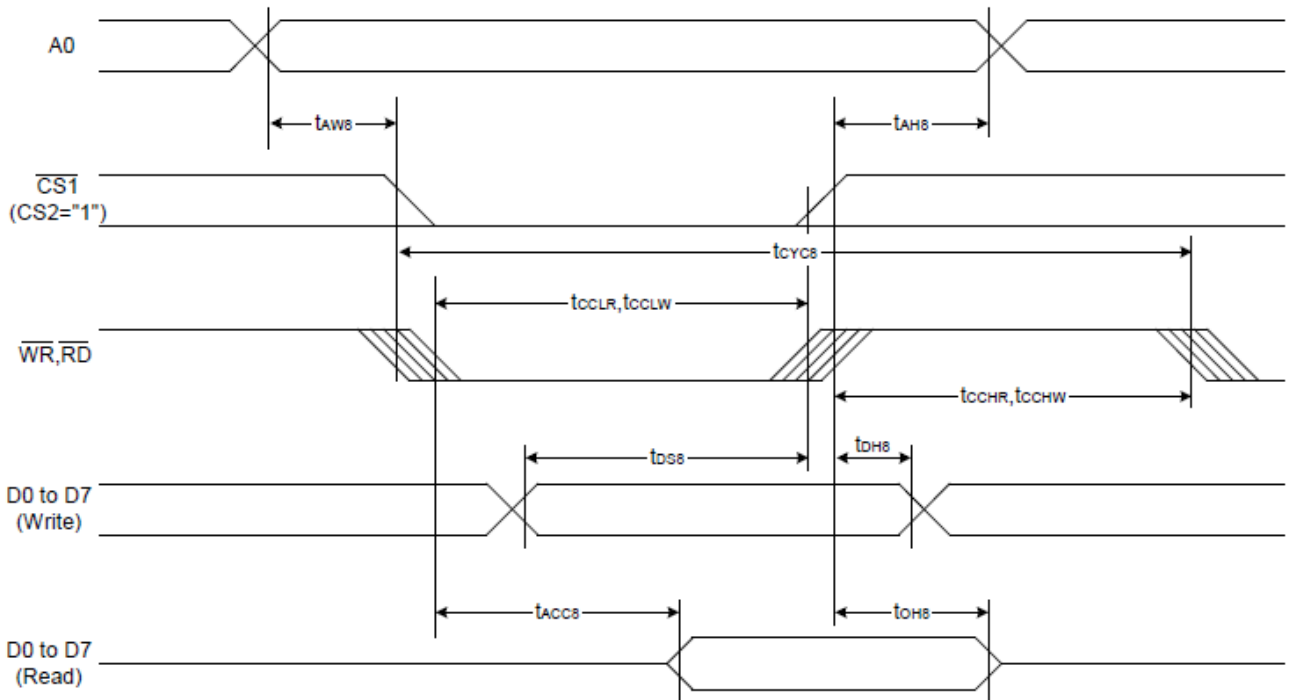 A0
tAW8
tAH8
CS1
(CS2="1")
tCYC8
tCCLR,tCCLW
WR,RD
tCCHR,tCCHW
tDS8
tDH8
D0 to D7
(Write)
tACC8
tOH8
D0 to D7
(Read)